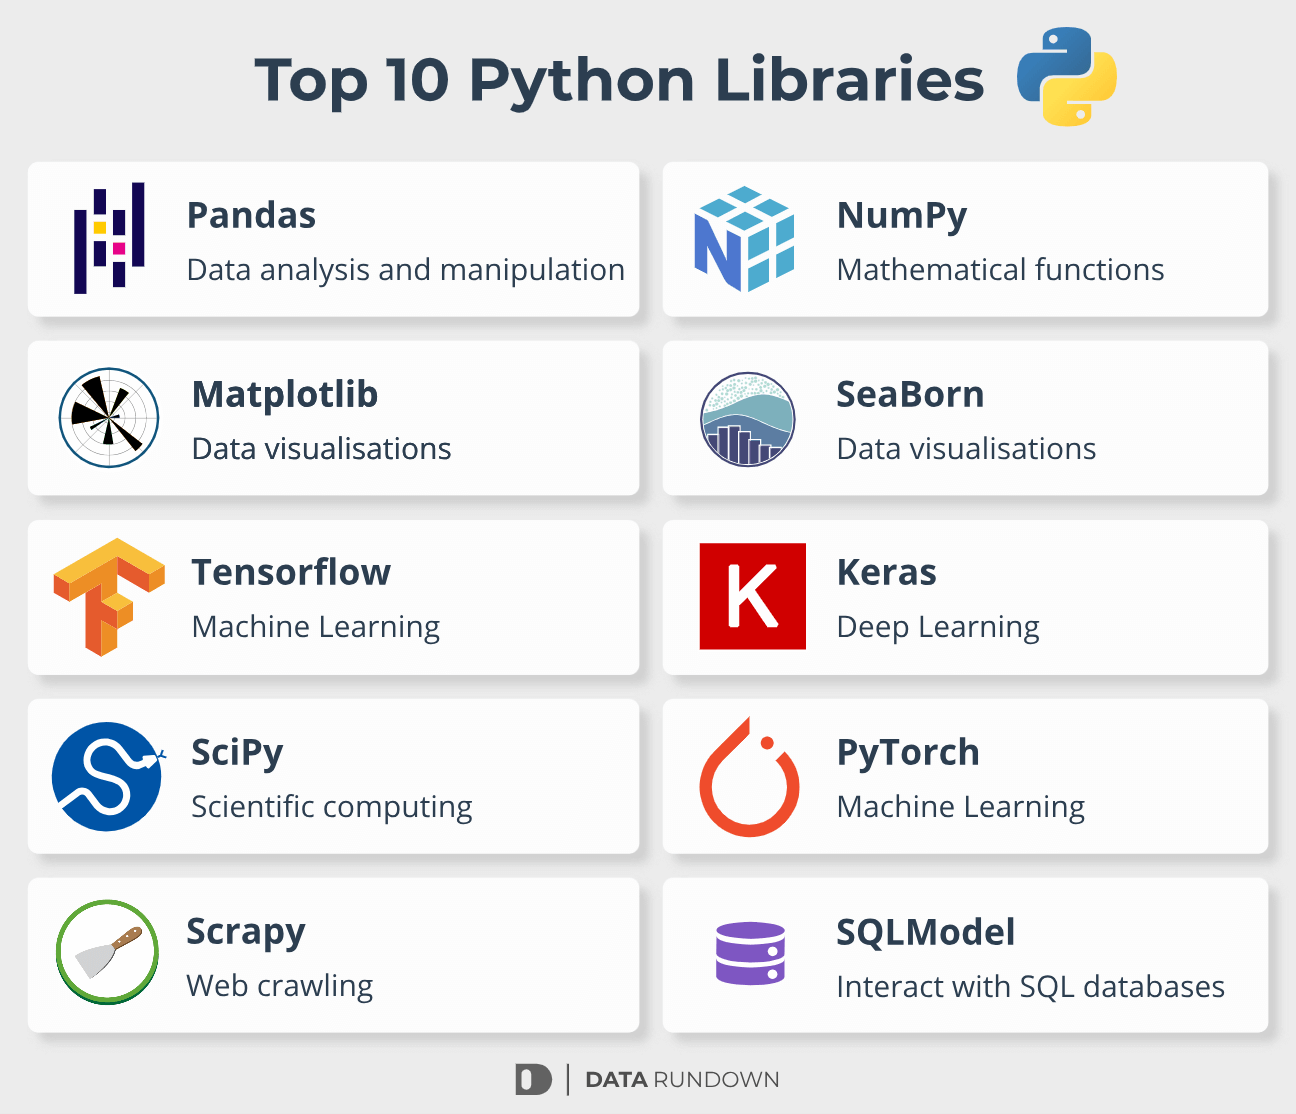 Top 10 Python Libraries
Pandas
Data analysis and manipulation
NumPy
Mathematical functions
Matplotlib
Data visualisations
SeaBorn
Data visualisations
Tensorflow
Machine Learning
K
Keras
Deep Learning
SciPy
Scientific computing
PyTorch
Machine Learning
Scrapy
Web crawling
SQLModel
Interact with SQL databases
D | DATA RUNDOWN